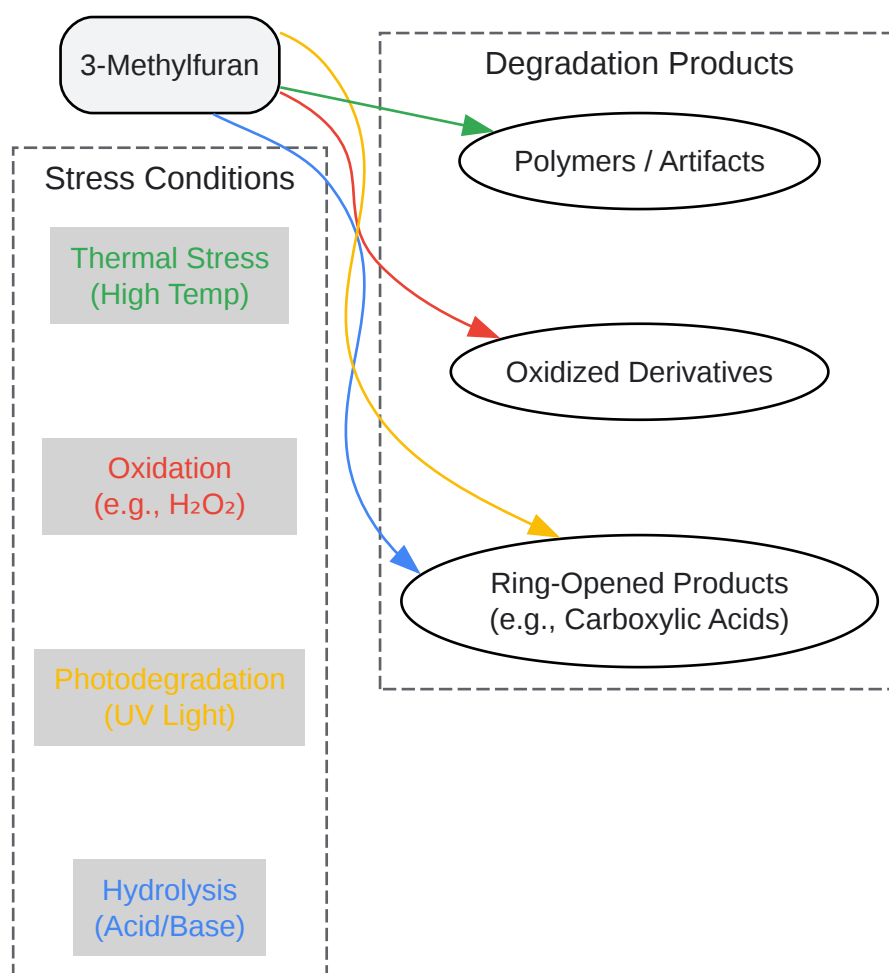 3-Methylfuran
Stress Conditions
Thermal Stress
(High Temp)
Oxidation
(e.g., H₂O₂)
Photodegradation
(UV Light)
Hydrolysis
(Acid/Base)
Degradation Products
Polymers / Artifacts
Oxidized Derivatives
Ring-Opened Products
(e.g., Carboxylic Acids)